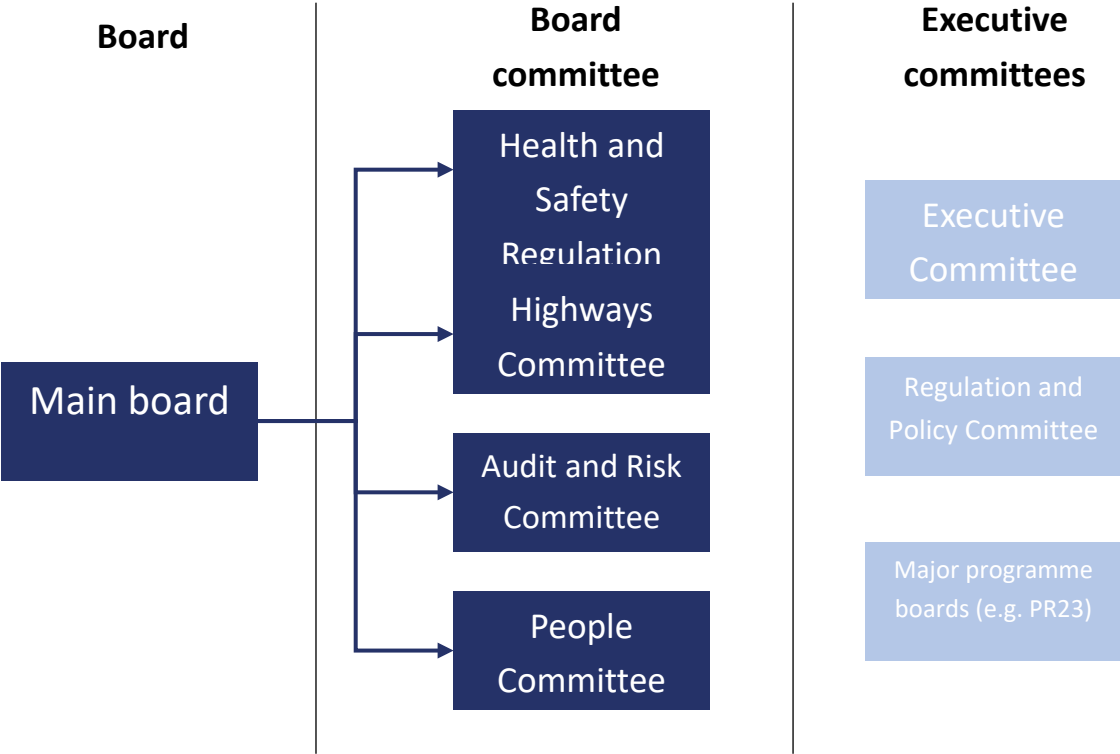 Board
Main board
Board
committee
Health and
Safety
Regulation
Highways
Committee
Audit and Risk
Committee
People
Committee
Executive
committees
Executive
Committee
Regulation and
Policy Committee
Major programme
boards (e.g. PR23)